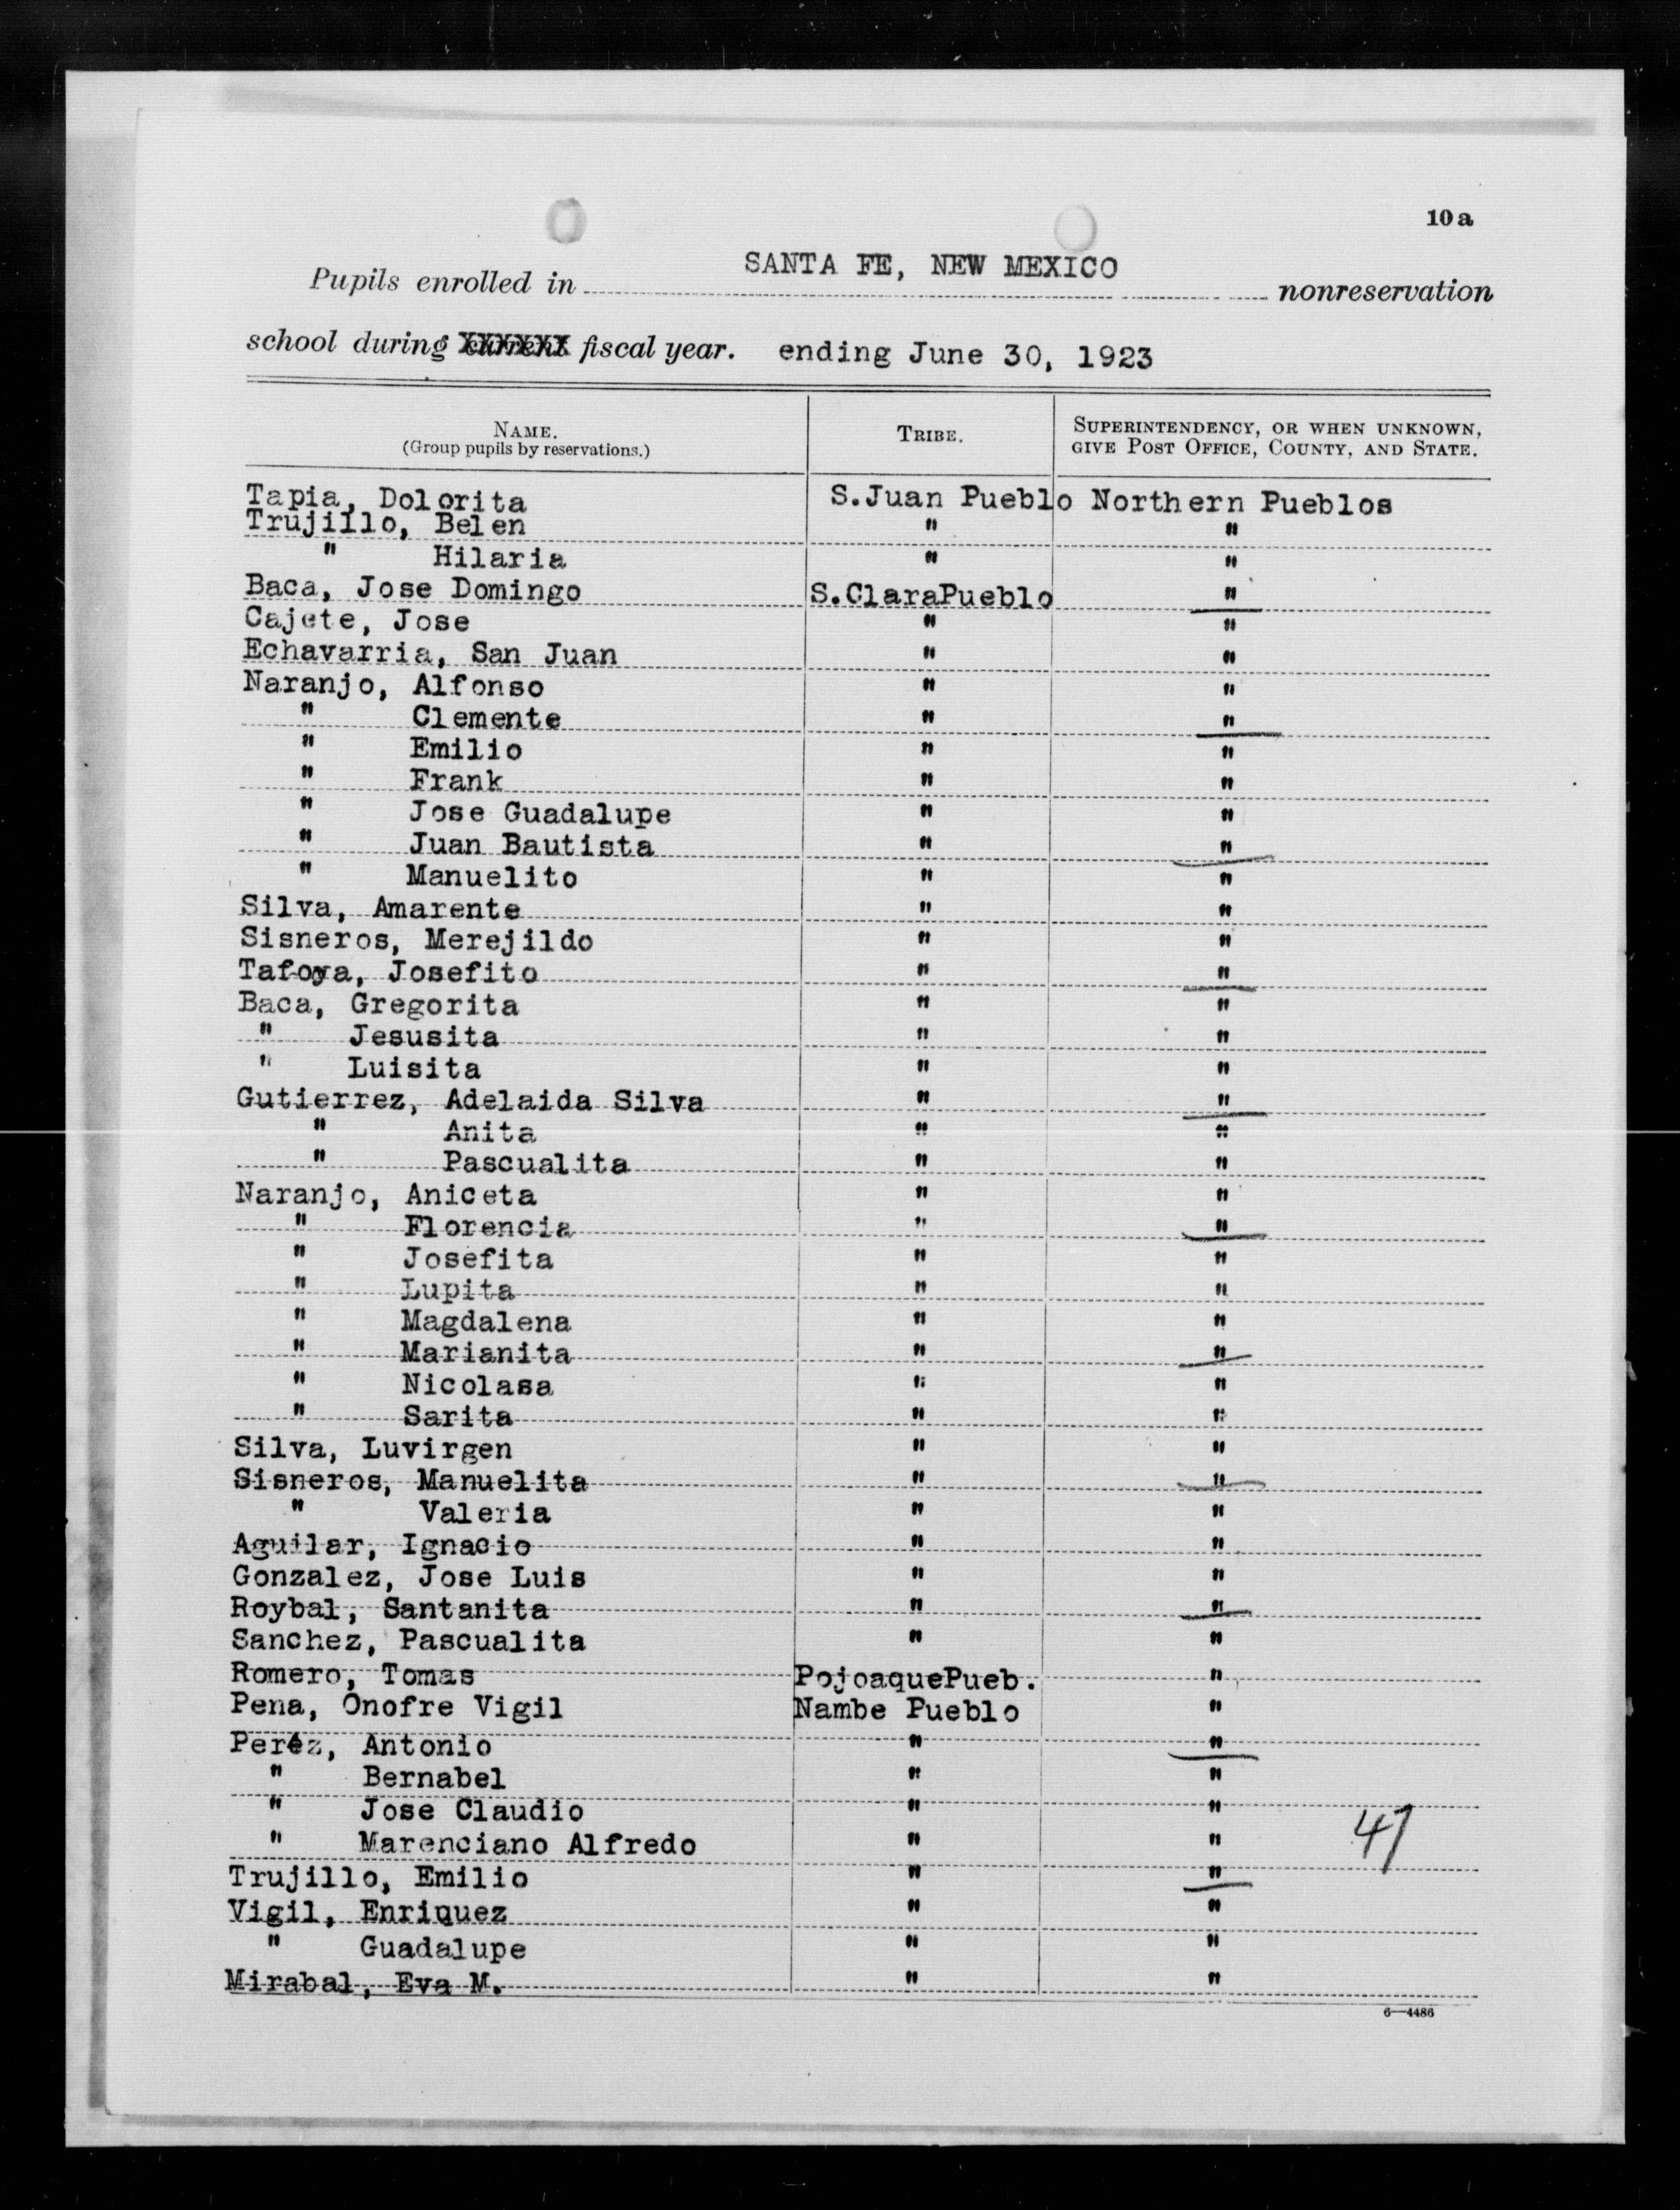 10a
Pupils enrolled in SANTA FE, NEW MEXICO nonreservation
school during current fiscal year. ending June 30, 1923
NAME. TRIBE. SUPERINTENDENCY, OR WHEN UNKNOWN,
(Group pupils by reservations.) GIVE POST OFFICE, COUNTY, AND STATE.
Tapia, Dolorita S.Juan Pueblo Northern Pueblos
Trujillo, Belen " "
" Hilaria " "
Baca, Jose Domingo S.ClaraPueblo "
Cajete, Jose " "
Echavarria, San Juan " "
Naranjo, Alfonso " "
" Clemente " "
" Emilio " "
" Frank " "
" Jose Guadalupe " "
" Juan Bautista " "
" Manuelito " "
Silva, Amarente " "
Sisneros, Merejildo " "
Tafoya, Josefito " "
Baca, Gregorita " "
" Jesusita " "
" Luisita " "
Gutierrez, Adelaida Silva " "
" Anita " "
" Pascualita " "
Naranjo, Aniceta " "
" Florencia " "
" Josefita " "
" Lupita " "
" Magdalena " "
" Marianita " "
" Nicolasa " "
" Sarita " "
Silva, Luvirgen " "
Sisneros, Manuelita " "
" Valeria " "
Aguilar, Ignacio " "
Gonzalez, Jose Luis " "
Roybal, Santanita " "
Sanchez, Pascualita " "
Romero, Tomas PojoaquePueb. "
Pena, Onofre Vigil Nambe Pueblo "
Peréz, Antonio " "
" Bernabel " "
" Jose Claudio " "
" Marenciano Alfredo " " 47
Trujillo, Emilio " "
Vigil, Enriquez " "
" Guadalupe " "
Mirabal, Eva M. " "
6—4486